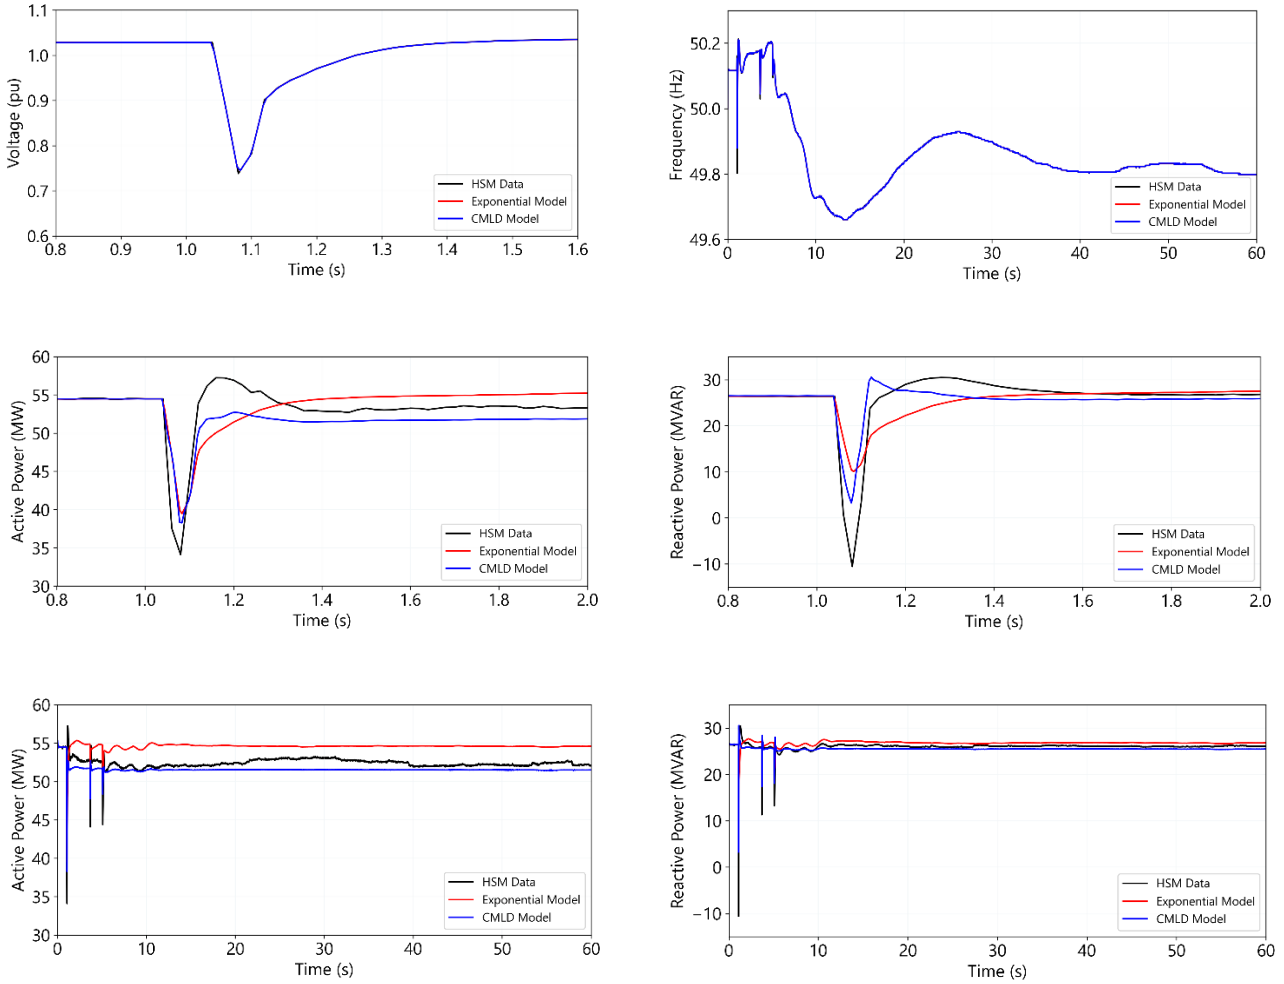 1.1
1.0
0.9
0.8
0.7
0.6
Voltage (pu)
0.8 0.9 1.0 1.1 1.2 1.3 1.4 1.5 1.6
Time (s)
HSM Data
Exponential Model
CMLD Model
50.2
50.0
49.8
49.6
Frequency (Hz)
0 10 20 30 40 50 60
Time (s)
HSM Data
Exponential Model
CMLD Model
60
55
50
45
40
35
30
Active Power (MW)
0.8 1.0 1.2 1.4 1.6 1.8 2.0
Time (s)
HSM Data
Exponential Model
CMLD Model
30
20
10
0
−10
Reactive Power (MVAR)
0.8 1.0 1.2 1.4 1.6 1.8 2.0
Time (s)
HSM Data
Exponential Model
CMLD Model
60
55
50
45
40
35
30
Active Power (MW)
0 10 20 30 40 50 60
Time (s)
HSM Data
Exponential Model
CMLD Model
30
20
10
0
−10
Reactive Power (MVAR)
0 10 20 30 40 50 60
Time (s)
HSM Data
Exponential Model
CMLD Model